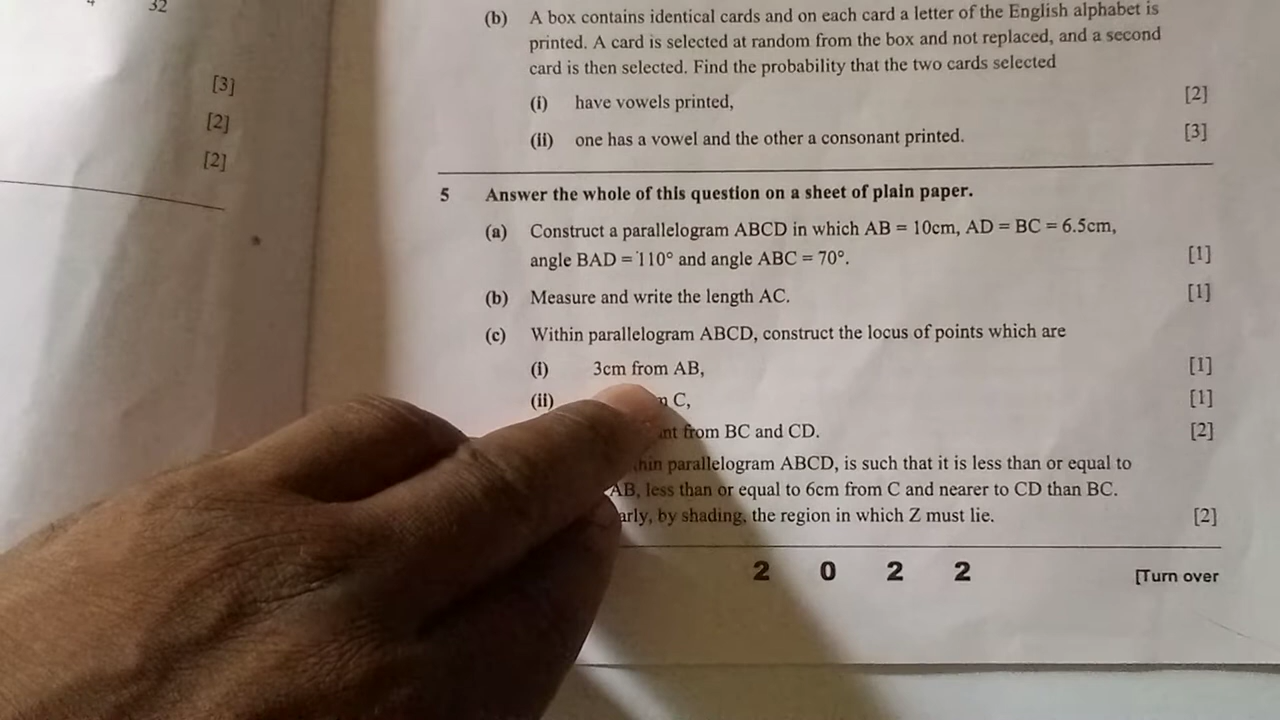 32
[3]
[2]
[2]
(b) A box contains identical cards and on each card a letter of the English alphabet is
printed. A card is selected at random from the box and not replaced, and a second
card is then selected. Find the probability that the two cards selected
(i) have vowels printed, [2]
(ii) one has a vowel and the other a consonant printed. [3]
5 Answer the whole of this question on a sheet of plain paper.
(a) Construct a parallelogram ABCD in which AB = 10cm, AD = BC = 6.5cm,
angle BAD = 110° and angle ABC = 70°. [1]
(b) Measure and write the length AC. [1]
(c) Within parallelogram ABCD, construct the locus of points which are
(i) 3cm from AB, [1]
(ii) C, [1]
from BC and CD. [2]
parallelogram ABCD, is such that it is less than or equal to
AB, less than or equal to 6cm from C and nearer to CD than BC.
by shading, the region in which Z must lie. [2]
2 0 2 2
[Turn over